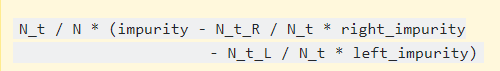 N_t / N * (impurity - N_t_R / N_t * right_impurity
- N_t_L / N_t * left_impurity)